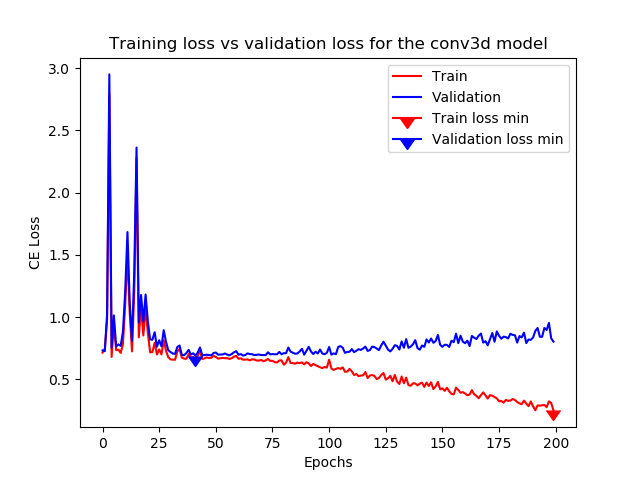 Training loss vs validation loss for the conv3d model
3.0
2.5
2.0
1.5
1.0
0.5
CE Loss
Train
Validation
Train loss min
Validation loss min
0 25 50 75 100 125 150 175 200
Epochs